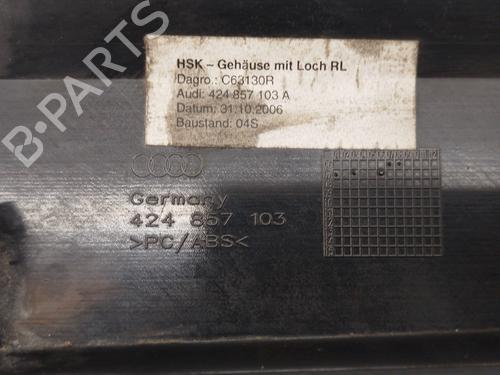 HSK – Gehäuse mit Loch RL
Dagro.: C63130R
Audi: 424 857 103 A
Datum: 31.10.2006
Baustand: 04S
Germany
424 857 103
>PC/ABS<